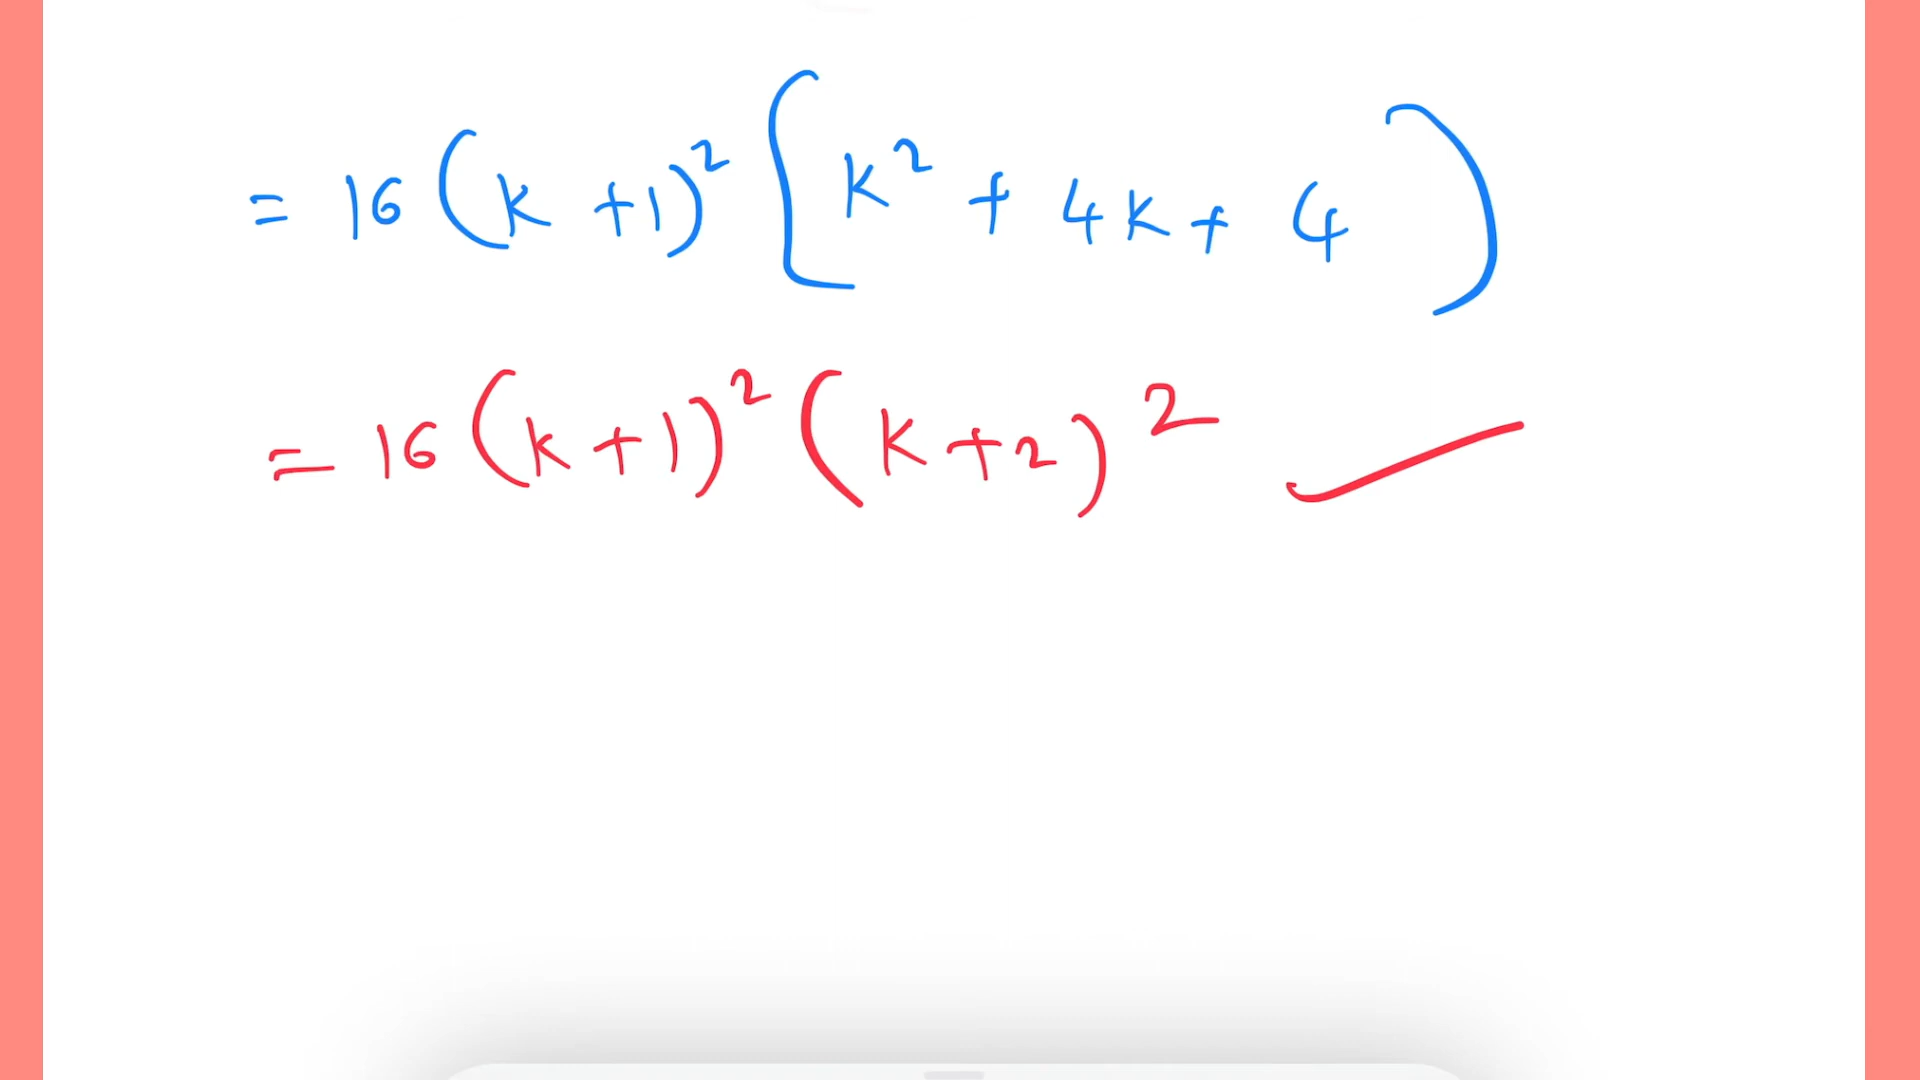 = 16 (k +1)² [k² + 4k + 4)
= 16 (k+1)² (k+2)²